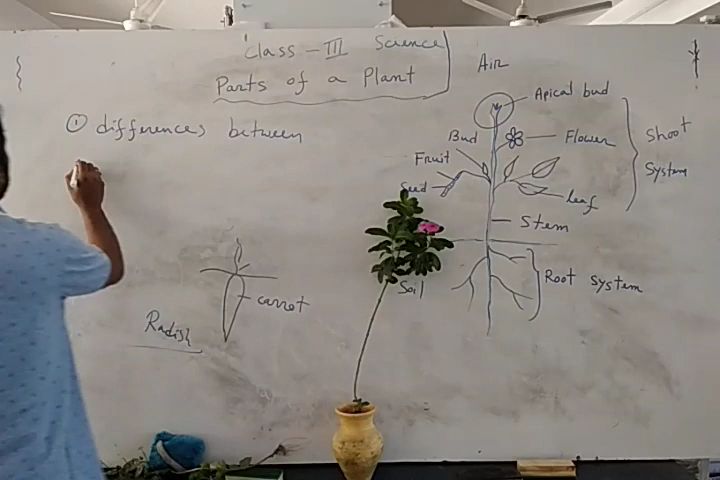 Class - III Science
Parts of a Plant
① differences between
Air
Apical bud
Bud
Flower
Fruit
Seed
leaf
Stem
Shoot
System
Soil
Root system
carrot
Radish